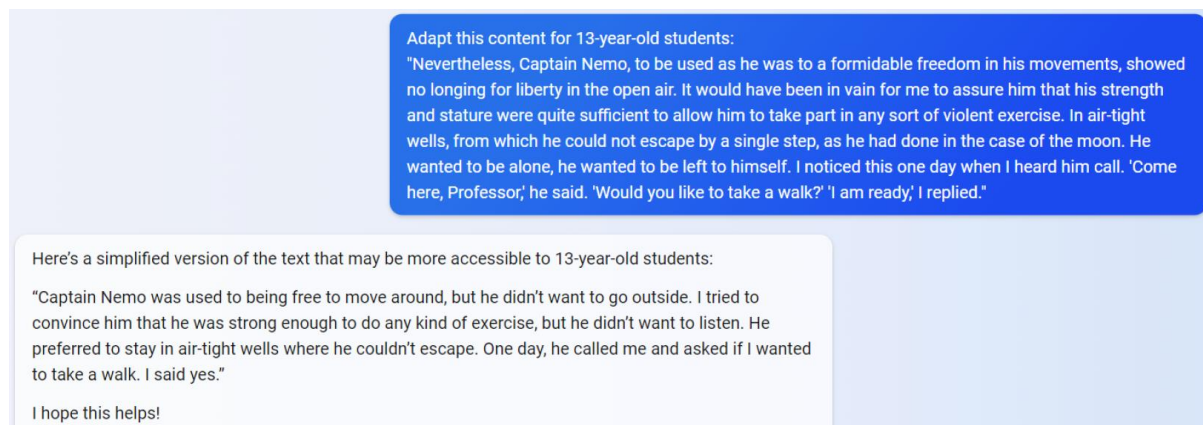 Adapt this content for 13-year-old students:
"Nevertheless, Captain Nemo, to be used as he was to a formidable freedom in his movements, showed
no longing for liberty in the open air. It would have been in vain for me to assure him that his strength
and stature were quite sufficient to allow him to take part in any sort of violent exercise. In air-tight
wells, from which he could not escape by a single step, as he had done in the case of the moon. He
wanted to be alone, he wanted to be left to himself. I noticed this one day when I heard him call. 'Come
here, Professor,' he said. 'Would you like to take a walk?' 'I am ready,' I replied."
Here's a simplified version of the text that may be more accessible to 13-year-old students:
“Captain Nemo was used to being free to move around, but he didn’t want to go outside. I tried to
convince him that he was strong enough to do any kind of exercise, but he didn’t want to listen. He
preferred to stay in air-tight wells where he couldn’t escape. One day, he called me and asked if I wanted
to take a walk. I said yes.”
I hope this helps!